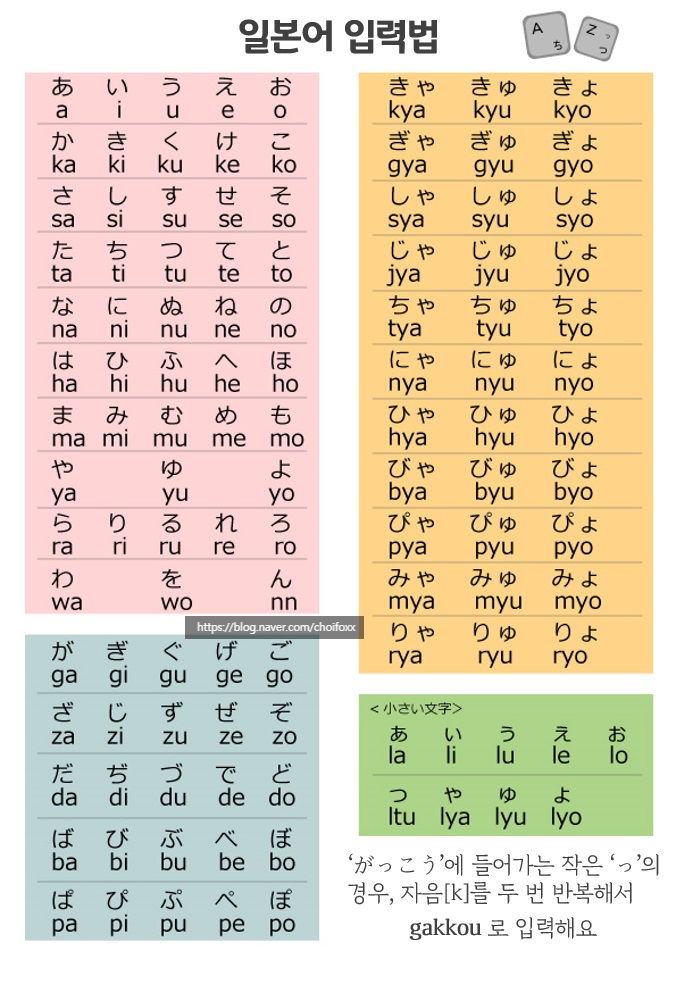 일본어 입력법
A ち
Z っ つ
あ い う え お
a i u e o
か き く け こ
ka ki ku ke ko
さ し す せ そ
sa si su se so
た ち つ て と
ta ti tu te to
な に ぬ ね の
na ni nu ne no
は ひ ふ へ ほ
ha hi hu he ho
ま み む め も
ma mi mu me mo
や ゆ よ
ya yu yo
ら り る れ ろ
ra ri ru re ro
わ を ん
wa wo nn
https://blog.naver.com/choifoxx
が ぎ ぐ げ ご
ga gi gu ge go
ざ じ ず ぜ ぞ
za zi zu ze zo
だ ぢ づ で ど
da di du de do
ば び ぶ べ ぼ
ba bi bu be bo
ぱ ぴ ぷ ぺ ぽ
pa pi pu pe po
きゃ きゅ きょ
kya kyu kyo
ぎゃ ぎゅ ぎょ
gya gyu gyo
しゃ しゅ しょ
sya syu syo
じゃ じゅ じょ
jya jyu jyo
ちゃ ちゅ ちょ
tya tyu tyo
にゃ にゅ にょ
nya nyu nyo
ひゃ ひゅ ひょ
hya hyu hyo
びゃ びゅ びょ
bya byu byo
ぴゃ ぴゅ ぴょ
pya pyu pyo
みゃ みゅ みょ
mya myu myo
りゃ りゅ りょ
rya ryu ryo
<小さい文字>
ぁ ぃ ぅ ぇ ぉ
la li lu le lo
っ ゃ ゅ ょ
ltu lya lyu lyo
‘がっこう’에 들어가는 작은 ‘っ’의
경우, 자음[k]를 두 번 반복해서
gakkou 로 입력해요